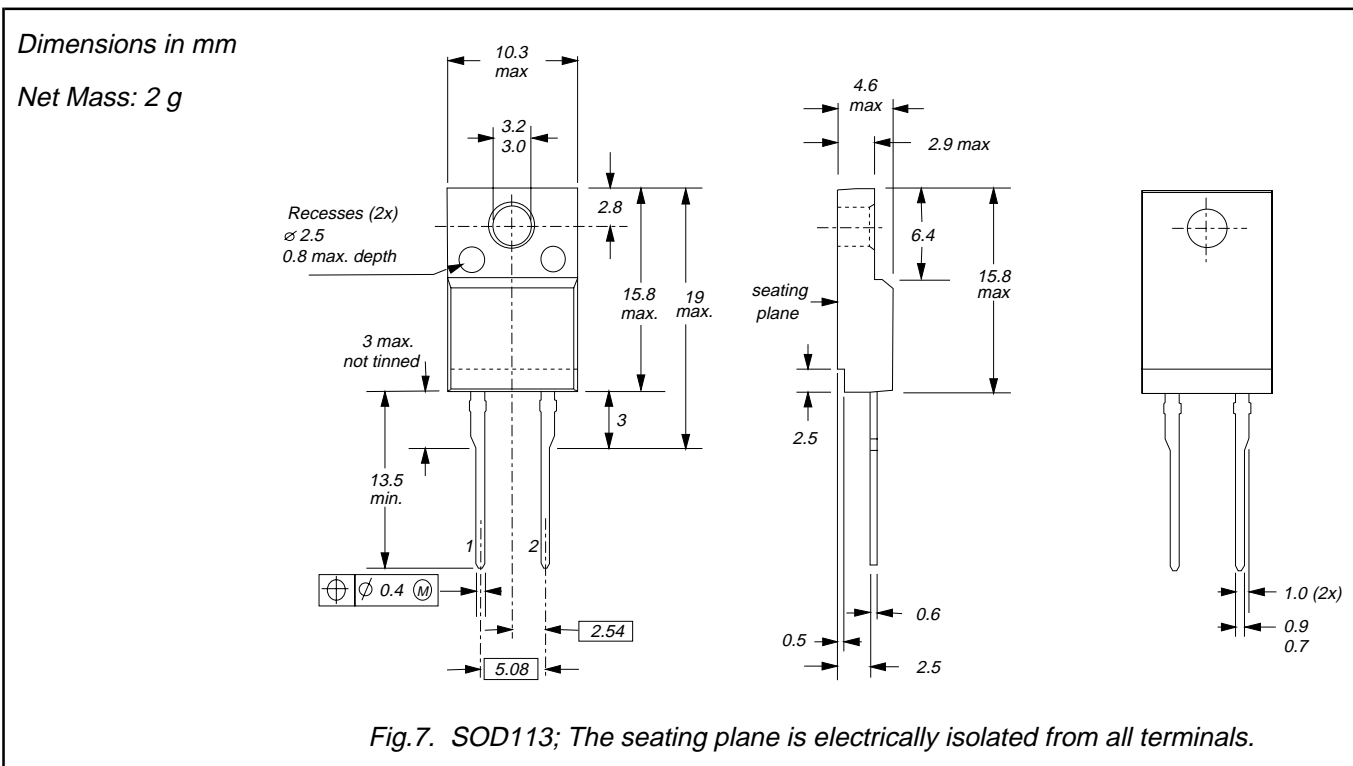 Dimensions in mm
Net Mass: 2 g
10.3
max
3.2
3.0
2.8
Recesses (2x)
⌀ 2.5
0.8 max. depth
15.8
max.
19
max.
3 max.
not tinned
3
13.5
min.
1
2
⌀ 0.4 Ⓜ
2.54
5.08
4.6
max
2.9 max
6.4
15.8
max
seating
plane
2.5
0.6
0.5
2.5
1.0 (2x)
0.9
0.7
Fig.7. SOD113; The seating plane is electrically isolated from all terminals.